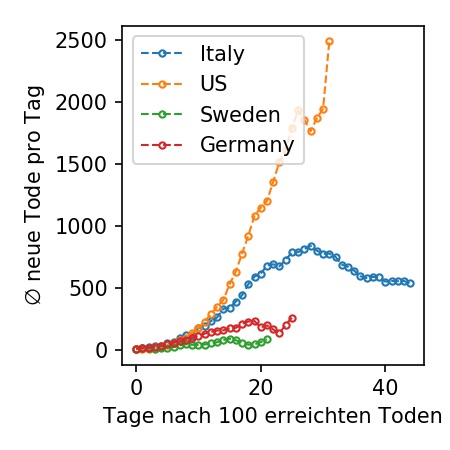 2500
2000
1500
1000
500
0
∅ neue Tode pro Tag
Italy
US
Sweden
Germany
0 20 40
Tage nach 100 erreichten Toden